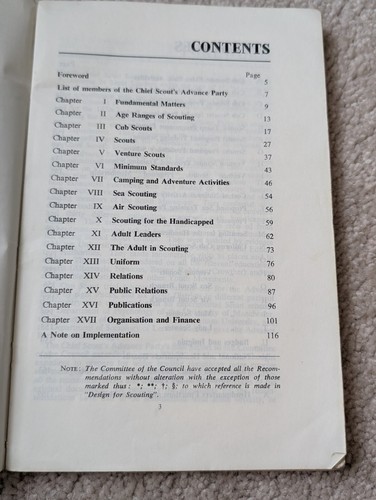 CONTENTS
Page
Foreword 5
List of members of the Chief Scout's Advance Party 7
Chapter I Fundamental Matters 9
Chapter II Age Ranges of Scouting 13
Chapter III Cub Scouts 17
Chapter IV Scouts 27
Chapter V Venture Scouts 37
Chapter VI Minimum Standards 43
Chapter VII Camping and Adventure Activities 46
Chapter VIII Sea Scouting 54
Chapter IX Air Scouting 56
Chapter X Scouting for the Handicapped 59
Chapter XI Adult Leaders 62
Chapter XII The Adult in Scouting 73
Chapter XIII Uniform 76
Chapter XIV Relations 80
Chapter XV Public Relations 87
Chapter XVI Publications 96
Chapter XVII Organisation and Finance 101
A Note on Implementation 116
NOTE: The Committee of the Council have accepted all the Recom-
mendations without alteration with the exception of those
marked thus: *; **; †; §; to which reference is made in
"Design for Scouting".
3